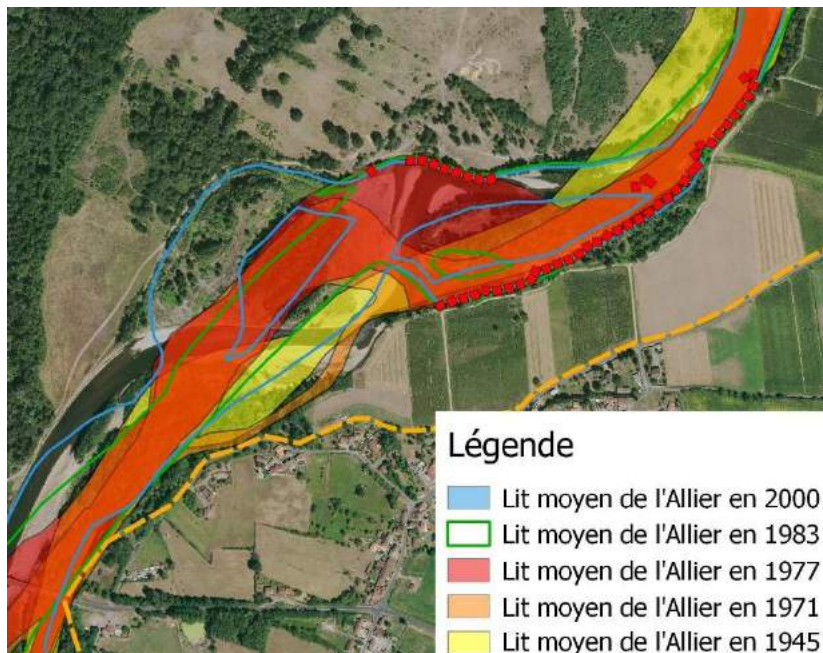 Légende
Lit moyen de l'Allier en 2000
Lit moyen de l'Allier en 1983
Lit moyen de l'Allier en 1977
Lit moyen de l'Allier en 1971
Lit moyen de l'Allier en 1945